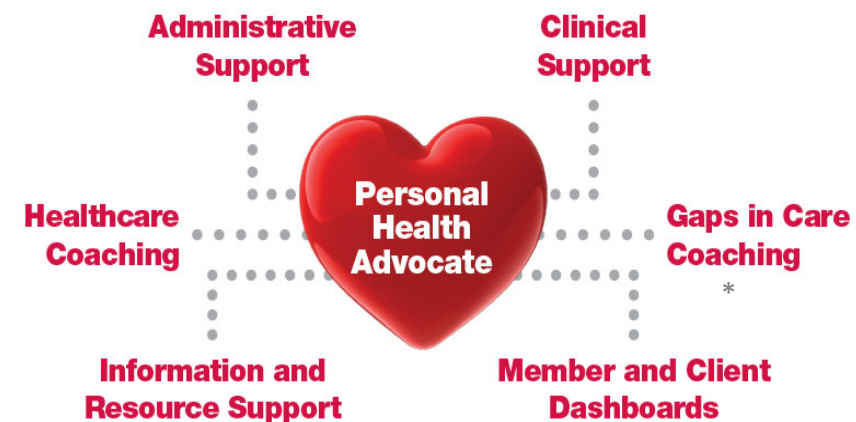 Administrative
Support
Clinical
Support
Personal
Health
Advocate
Healthcare
Coaching
Gaps in Care
Coaching
*
Information and
Resource Support
Member and Client
Dashboards